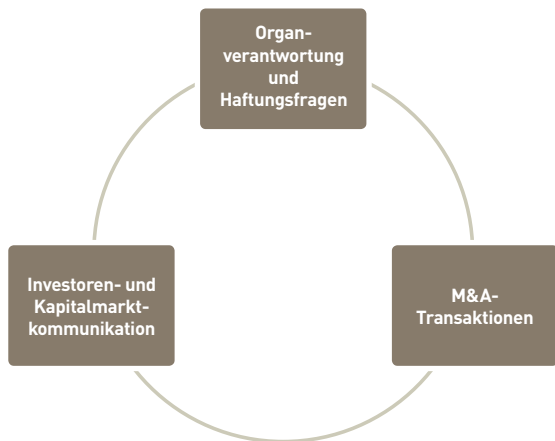 Organ-
verantwortung
und
Haftungsfragen
Investoren- und
Kapitalmarkt-
kommunikation
M&A-
Transaktionen